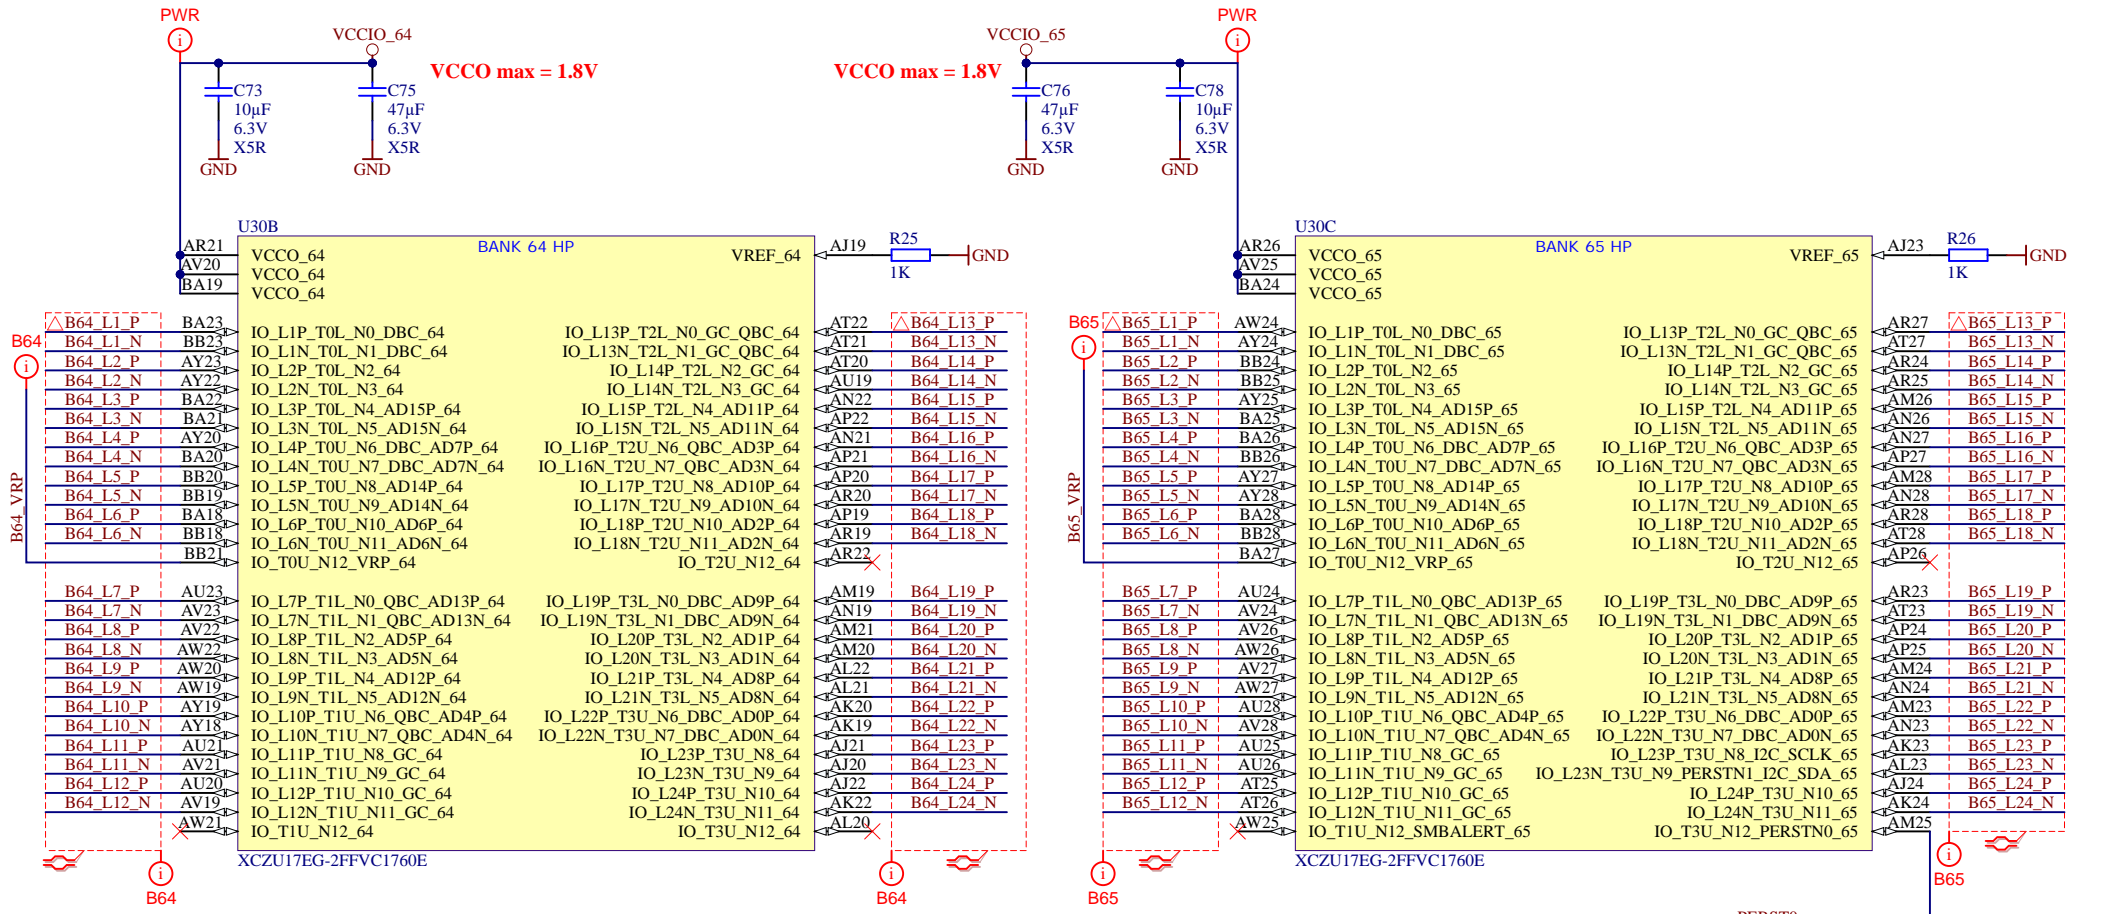 PWR
VCCIO_64
VCCO max = 1.8V
C73
10µF
6.3V
X5R
GND
C75
47µF
6.3V
X5R
GND
VCCIO_65
PWR
VCCO max = 1.8V
C76
47µF
6.3V
X5R
GND
C78
10µF
6.3V
X5R
GND
U30B
BANK 64 HP
AR21 VCCO_64
AV20 VCCO_64
BA19 VCCO_64
VREF_64 AJ19 R25 1K GND
B64
B64_VRP
B64_L1_P BA23 IO_L1P_T0L_N0_DBC_64
B64_L1_N BB23 IO_L1N_T0L_N1_DBC_64
B64_L2_P AY23 IO_L2P_T0L_N2_64
B64_L2_N AY22 IO_L2N_T0L_N3_64
B64_L3_P BA22 IO_L3P_T0L_N4_AD15P_64
B64_L3_N BA21 IO_L3N_T0L_N5_AD15N_64
B64_L4_P AY20 IO_L4P_T0U_N6_DBC_AD7P_64
B64_L4_N BA20 IO_L4N_T0U_N7_DBC_AD7N_64
B64_L5_P BB20 IO_L5P_T0U_N8_AD14P_64
B64_L5_N BB19 IO_L5N_T0U_N9_AD14N_64
B64_L6_P BA18 IO_L6P_T0U_N10_AD6P_64
B64_L6_N BB18 IO_L6N_T0U_N11_AD6N_64
BB21 IO_T0U_N12_VRP_64
B64_L7_P AU23 IO_L7P_T1L_N0_QBC_AD13P_64
B64_L7_N AV23 IO_L7N_T1L_N1_QBC_AD13N_64
B64_L8_P AV22 IO_L8P_T1L_N2_AD5P_64
B64_L8_N AW22 IO_L8N_T1L_N3_AD5N_64
B64_L9_P AW20 IO_L9P_T1L_N4_AD12P_64
B64_L9_N AW19 IO_L9N_T1L_N5_AD12N_64
B64_L10_P AY19 IO_L10P_T1U_N6_QBC_AD4P_64
B64_L10_N AY18 IO_L10N_T1U_N7_QBC_AD4N_64
B64_L11_P AU21 IO_L11P_T1U_N8_GC_64
B64_L11_N AV21 IO_L11N_T1U_N9_GC_64
B64_L12_P AU20 IO_L12P_T1U_N10_GC_64
B64_L12_N AV19 IO_L12N_T1U_N11_GC_64
AW21 IO_T1U_N12_64
IO_L13P_T2L_N0_GC_QBC_64 AT22 B64_L13_P
IO_L13N_T2L_N1_GC_QBC_64 AT21 B64_L13_N
IO_L14P_T2L_N2_GC_64 AT20 B64_L14_P
IO_L14N_T2L_N3_GC_64 AU19 B64_L14_N
IO_L15P_T2L_N4_AD11P_64 AN22 B64_L15_P
IO_L15N_T2L_N5_AD11N_64 AP22 B64_L15_N
IO_L16P_T2U_N6_QBC_AD3P_64 AN21 B64_L16_P
IO_L16N_T2U_N7_QBC_AD3N_64 AP21 B64_L16_N
IO_L17P_T2U_N8_AD10P_64 AP20 B64_L17_P
IO_L17N_T2U_N9_AD10N_64 AR20 B64_L17_N
IO_L18P_T2U_N10_AD2P_64 AP19 B64_L18_P
IO_L18N_T2U_N11_AD2N_64 AR19 B64_L18_N
IO_T2U_N12_64 AR22
IO_L19P_T3L_N0_DBC_AD9P_64 AM19 B64_L19_P
IO_L19N_T3L_N1_DBC_AD9N_64 AN19 B64_L19_N
IO_L20P_T3L_N2_AD1P_64 AM21 B64_L20_P
IO_L20N_T3L_N3_AD1N_64 AM20 B64_L20_N
IO_L21P_T3L_N4_AD8P_64 AL22 B64_L21_P
IO_L21N_T3L_N5_AD8N_64 AL21 B64_L21_N
IO_L22P_T3U_N6_DBC_AD0P_64 AK20 B64_L22_P
IO_L22N_T3U_N7_DBC_AD0N_64 AK19 B64_L22_N
IO_L23P_T3U_N8_64 AJ21 B64_L23_P
IO_L23N_T3U_N9_64 AJ20 B64_L23_N
IO_L24P_T3U_N10_64 AJ22 B64_L24_P
IO_L24N_T3U_N11_64 AK22 B64_L24_N
IO_T3U_N12_64 AL20
XCZU17EG-2FFVC1760E
B64
B64
U30C
BANK 65 HP
AR26 VCCO_65
AV25 VCCO_65
BA24 VCCO_65
VREF_65 AJ23 R26 1K GND
B65
B65_VRP
B65_L1_P AW24 IO_L1P_T0L_N0_DBC_65
B65_L1_N AY24 IO_L1N_T0L_N1_DBC_65
B65_L2_P BB24 IO_L2P_T0L_N2_65
B65_L2_N BB25 IO_L2N_T0L_N3_65
B65_L3_P AY25 IO_L3P_T0L_N4_AD15P_65
B65_L3_N BA25 IO_L3N_T0L_N5_AD15N_65
B65_L4_P BA26 IO_L4P_T0U_N6_DBC_AD7P_65
B65_L4_N BB26 IO_L4N_T0U_N7_DBC_AD7N_65
B65_L5_P AY27 IO_L5P_T0U_N8_AD14P_65
B65_L5_N AY28 IO_L5N_T0U_N9_AD14N_65
B65_L6_P BA28 IO_L6P_T0U_N10_AD6P_65
B65_L6_N BB28 IO_L6N_T0U_N11_AD6N_65
BA27 IO_T0U_N12_VRP_65
B65_L7_P AU24 IO_L7P_T1L_N0_QBC_AD13P_65
B65_L7_N AV24 IO_L7N_T1L_N1_QBC_AD13N_65
B65_L8_P AV26 IO_L8P_T1L_N2_AD5P_65
B65_L8_N AW26 IO_L8N_T1L_N3_AD5N_65
B65_L9_P AV27 IO_L9P_T1L_N4_AD12P_65
B65_L9_N AW27 IO_L9N_T1L_N5_AD12N_65
B65_L10_P AU28 IO_L10P_T1U_N6_QBC_AD4P_65
B65_L10_N AV28 IO_L10N_T1U_N7_QBC_AD4N_65
B65_L11_P AU25 IO_L11P_T1U_N8_GC_65
B65_L11_N AU26 IO_L11N_T1U_N9_GC_65
B65_L12_P AT25 IO_L12P_T1U_N10_GC_65
B65_L12_N AT26 IO_L12N_T1U_N11_GC_65
AW25 IO_T1U_N12_SMBALERT_65
IO_L13P_T2L_N0_GC_QBC_65 AR27 B65_L13_P
IO_L13N_T2L_N1_GC_QBC_65 AT27 B65_L13_N
IO_L14P_T2L_N2_GC_65 AR24 B65_L14_P
IO_L14N_T2L_N3_GC_65 AR25 B65_L14_N
IO_L15P_T2L_N4_AD11P_65 AM26 B65_L15_P
IO_L15N_T2L_N5_AD11N_65 AN26 B65_L15_N
IO_L16P_T2U_N6_QBC_AD3P_65 AN27 B65_L16_P
IO_L16N_T2U_N7_QBC_AD3N_65 AP27 B65_L16_N
IO_L17P_T2U_N8_AD10P_65 AM28 B65_L17_P
IO_L17N_T2U_N9_AD10N_65 AN28 B65_L17_N
IO_L18P_T2U_N10_AD2P_65 AR28 B65_L18_P
IO_L18N_T2U_N11_AD2N_65 AT28 B65_L18_N
IO_T2U_N12_65 AP26
IO_L19P_T3L_N0_DBC_AD9P_65 AR23 B65_L19_P
IO_L19N_T3L_N1_DBC_AD9N_65 AT23 B65_L19_N
IO_L20P_T3L_N2_AD1P_65 AP24 B65_L20_P
IO_L20N_T3L_N3_AD1N_65 AP25 B65_L20_N
IO_L21P_T3L_N4_AD8P_65 AM24 B65_L21_P
IO_L21N_T3L_N5_AD8N_65 AN24 B65_L21_N
IO_L22P_T3U_N6_DBC_AD0P_65 AM23 B65_L22_P
IO_L22N_T3U_N7_DBC_AD0N_65 AN23 B65_L22_N
IO_L23P_T3U_N8_I2C_SCLK_65 AK23 B65_L23_P
IO_L23N_T3U_N9_PERSTN1_I2C_SDA_65 AL23 B65_L23_N
IO_L24P_T3U_N10_65 AJ24 B65_L24_P
IO_L24N_T3U_N11_65 AK24 B65_L24_N
IO_T3U_N12_PERSTN0_65 AM25
XCZU17EG-2FFVC1760E
B65
B65